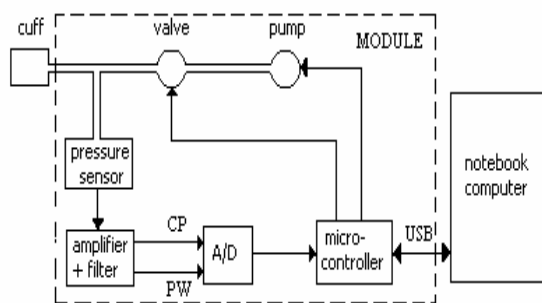 cuff
valve
pump
MODULE
pressure
sensor
notebook
computer
CP
amplifier
+ filter
A/D
micro-
controller
USB
PW